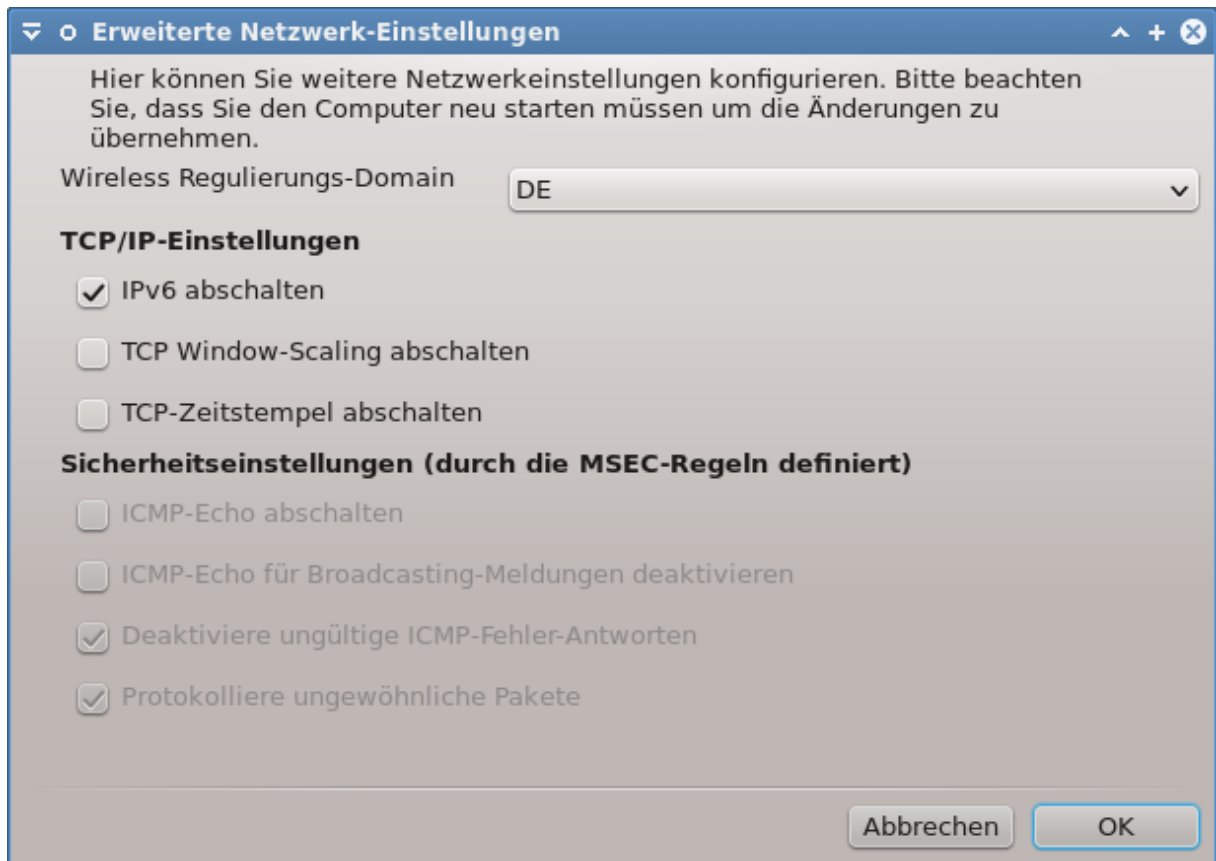 Erweiterte Netzwerk-Einstellungen
Hier können Sie weitere Netzwerkeinstellungen konfigurieren. Bitte beachten
Sie, dass Sie den Computer neu starten müssen um die Änderungen zu
übernehmen.
Wireless Regulierungs-Domain DE
TCP/IP-Einstellungen
IPv6 abschalten
TCP Window-Scaling abschalten
TCP-Zeitstempel abschalten
Sicherheitseinstellungen (durch die MSEC-Regeln definiert)
ICMP-Echo abschalten
ICMP-Echo für Broadcasting-Meldungen deaktivieren
Deaktiviere ungültige ICMP-Fehler-Antworten
Protokolliere ungewöhnliche Pakete
Abbrechen OK